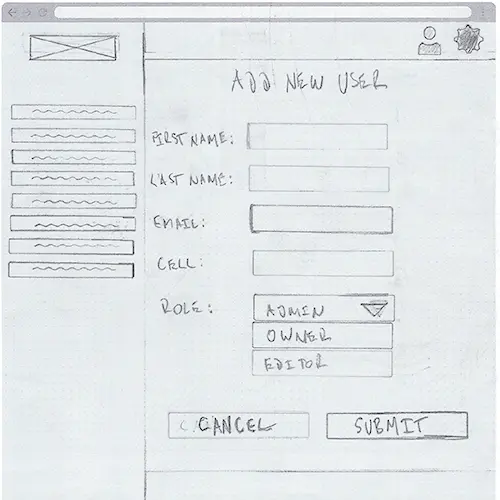 ADD NEW USER
FIRST NAME:
LAST NAME:
EMAIL:
CELL:
ROLE: ADMIN
OWNER
EDITOR
CANCEL SUBMIT